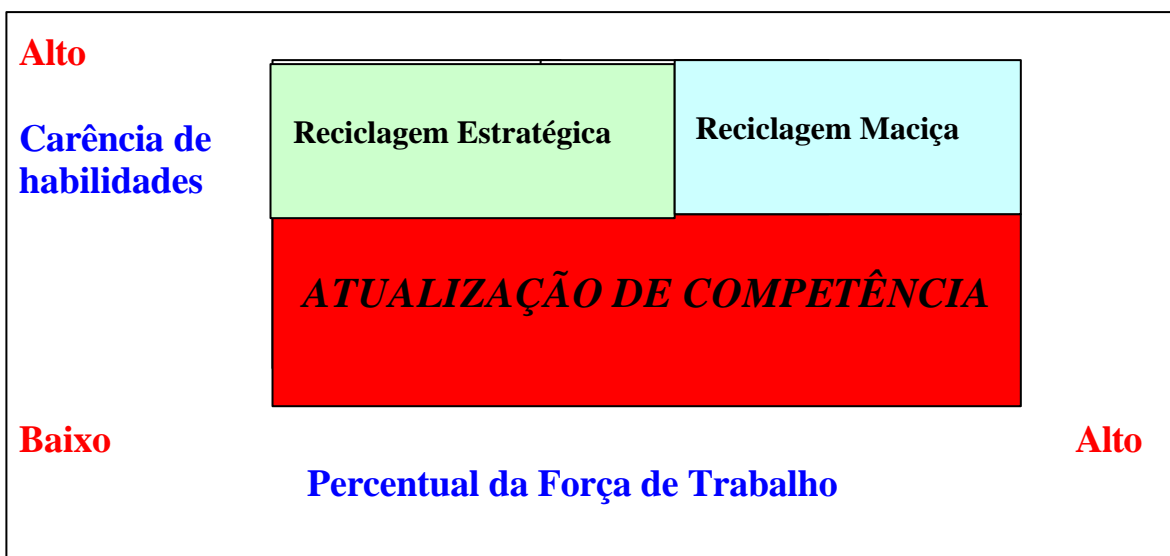 Alto
Carência de
habilidades
Reciclagem Estratégica
Reciclagem Maciça
ATUALIZAÇÃO DE COMPETÊNCIA
Baixo
Alto
Percentual da Força de Trabalho